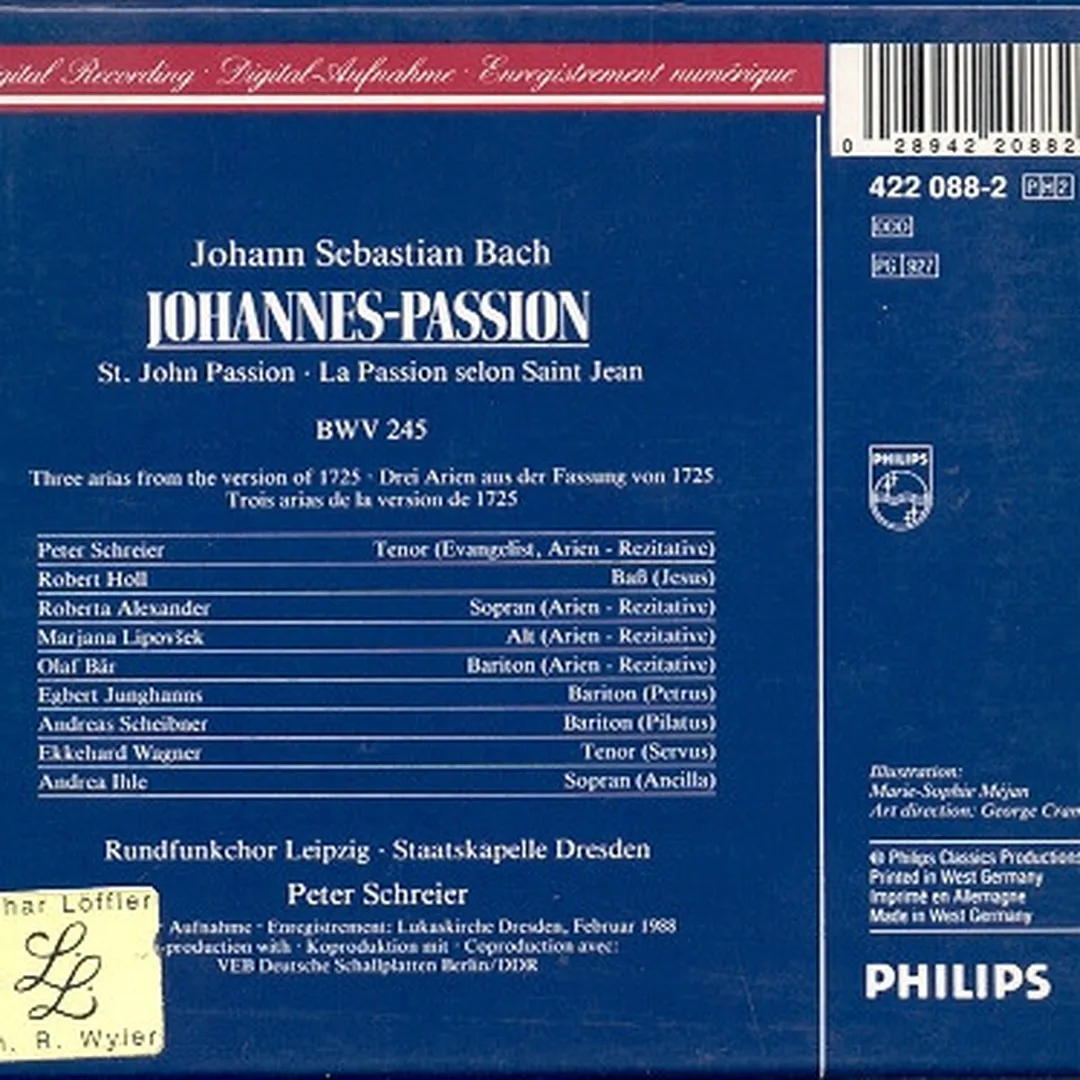 gital Recording · Digital-Aufnahme · Enregistrement numérique
0 28942 20882
422 088-2 PH2
DDD
PG 927
Johann Sebastian Bach
JOHANNES-PASSION
St. John Passion · La Passion selon Saint Jean
BWV 245
Three arias from the version of 1725 · Drei Arien aus der Fassung von 1725
Trois arias de la version de 1725
Peter Schreier Tenor (Evangelist, Arien - Rezitative)
Robert Holl Baß (Jesus)
Roberta Alexander Sopran (Arien - Rezitative)
Marjana Lipovšek Alt (Arien - Rezitative)
Olaf Bär Bariton (Arien - Rezitative)
Egbert Junghanns Bariton (Petrus)
Andreas Scheibner Bariton (Pilatus)
Ekkehard Wagner Tenor (Servus)
Andrea Ihle Sopran (Ancilla)
Rundfunkchor Leipzig · Staatskapelle Dresden
Peter Schreier
Aufnahme · Enregistrement: Lukaskirche Dresden, Februar 1988
-production with · Koproduktion mit · Coproduction avec:
VEB Deutsche Schallplatten Berlin/DDR
har Löffler
LL
h. R. Wyler
PHILIPS
Illustration:
Marie-Sophie Méjan
Art direction: George Cram
℗ Philips Classics Productions
Printed in West Germany
Imprimé en Allemagne
Made in West Germany
PHILIPS